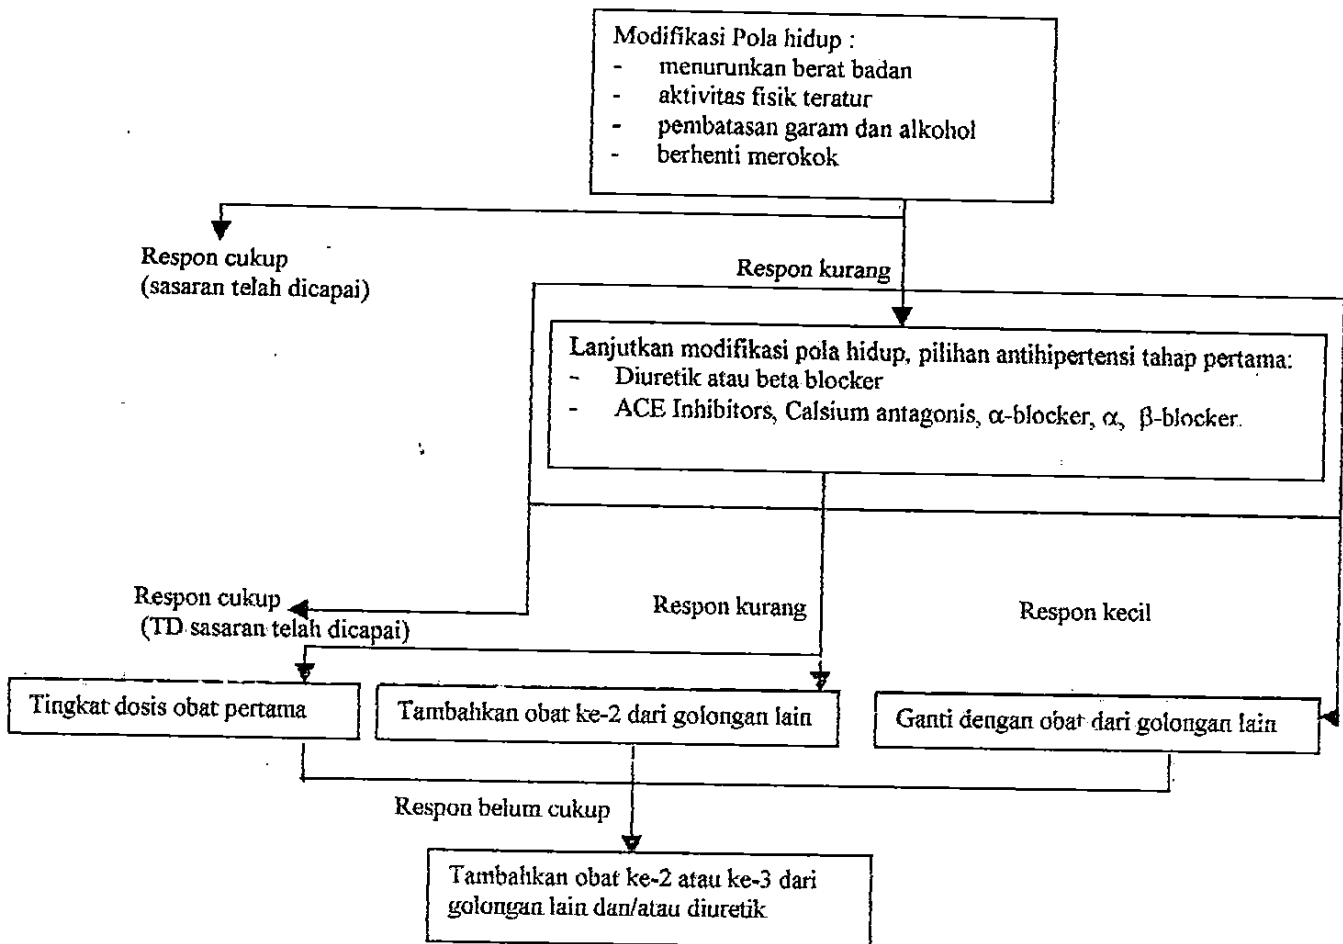 Modifikasi Pola hidup :
- menurunkan berat badan
- aktivitas fisik teratur
- pembatasan garam dan alkohol
- berhenti merokok
Respon cukup
(sasaran telah dicapai)
Respon kurang
Lanjutkan modifikasi pola hidup, pilihan antihipertensi tahap pertama:
- Diuretik atau beta blocker
- ACE Inhibitors, Calsium antagonis, α-blocker, α, β-blocker.
Respon cukup
(TD sasaran telah dicapai)
Respon kurang
Respon kecil
Tingkat dosis obat pertama
Tambahkan obat ke-2 dari golongan lain
Ganti dengan obat dari golongan lain
Respon belum cukup
Tambahkan obat ke-2 atau ke-3 dari
golongan lain dan/atau diuretik